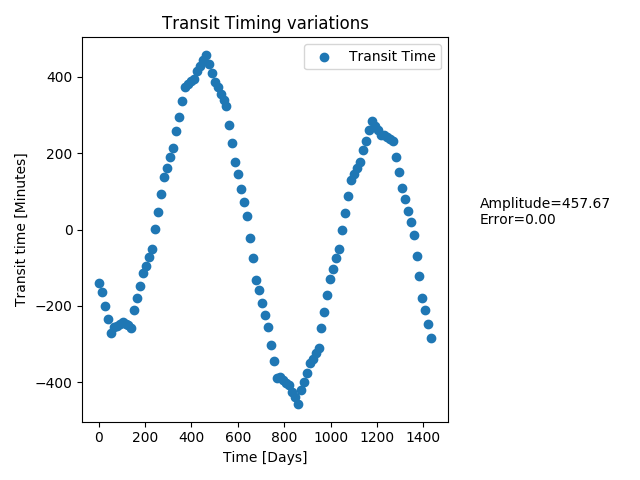 Transit Timing variations
Transit Time
Transit time [Minutes]
400
200
0
−200
−400
0 200 400 600 800 1000 1200 1400
Time [Days]
Amplitude=457.67
Error=0.00